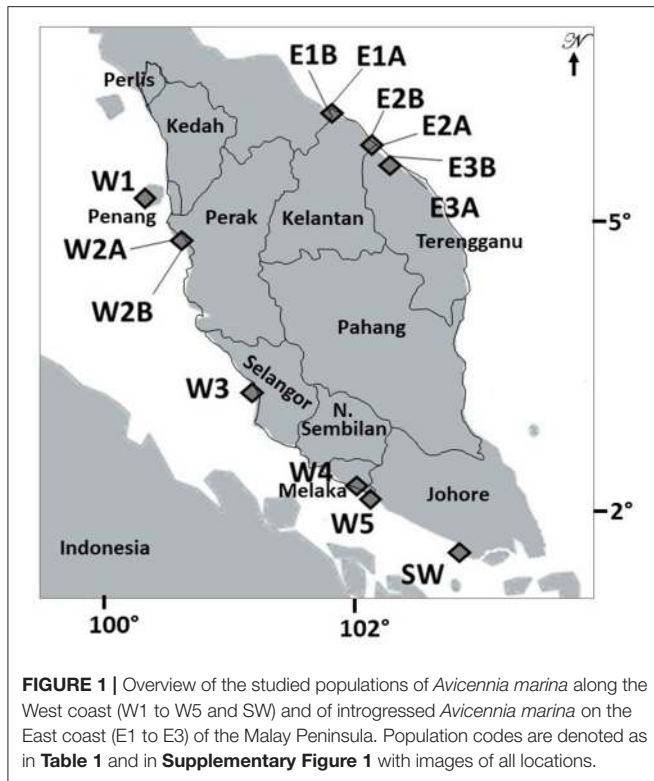 𝒩
E1B
E1A
Perlis
Kedah
E2B
E2A
W1
E3B
Penang
Perak
Kelantan
E3A
5°
W2A
Terengganu
W2B
Pahang
Selangor
W3
N.
Sembilan
W4
Melaka
Johore
W5
2°
Indonesia
SW
100°
102°
FIGURE 1 | Overview of the studied populations of Avicennia marina along the
West coast (W1 to W5 and SW) and of introgressed Avicennia marina on the
East coast (E1 to E3) of the Malay Peninsula. Population codes are denoted as
in Table 1 and in Supplementary Figure 1 with images of all locations.